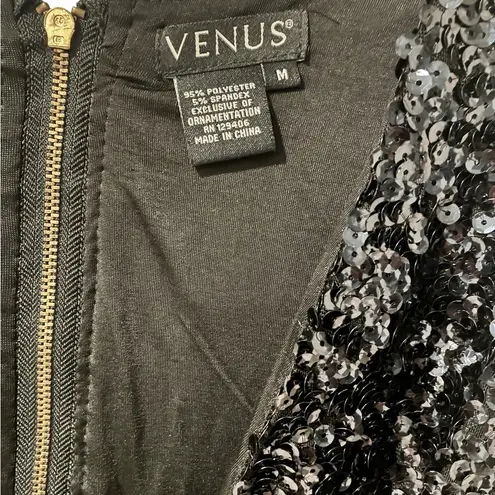 VENUS®
M
95% POLYESTER
5% SPANDEX
EXCLUSIVE OF
ORNAMENTATION
RN 129406
MADE IN CHINA